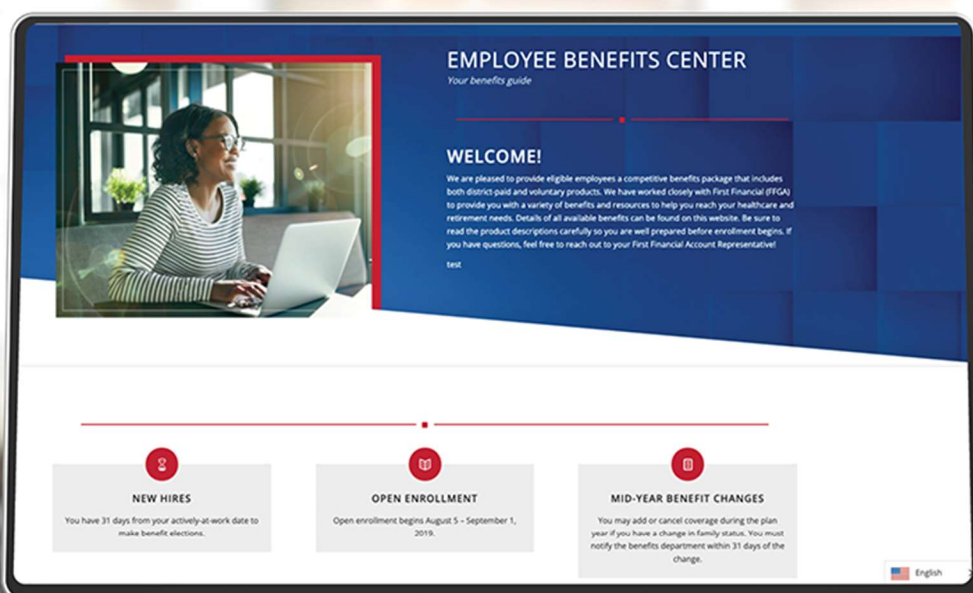 EMPLOYEE BENEFITS CENTER
Your benefits guide
WELCOME!
We are pleased to provide eligible employees a competitive benefits package that includes
both district-paid and voluntary products. We have worked closely with First Financial (FFGA)
to provide you with a variety of benefits and resources to help you reach your healthcare and
retirement needs. Details of all available benefits can be found on this website. Be sure to
read the product descriptions carefully so you are well prepared before enrollment begins. If
you have questions, feel free to reach out to your First Financial Account Representative!
test
NEW HIRES
You have 31 days from your actively-at-work date to
make benefit elections.
OPEN ENROLLMENT
Open enrollment begins August 5 – September 1,
2019.
MID-YEAR BENEFIT CHANGES
You may add or cancel coverage during the plan
year if you have a change in family status. You must
notify the benefits department within 31 days of the
change.
English